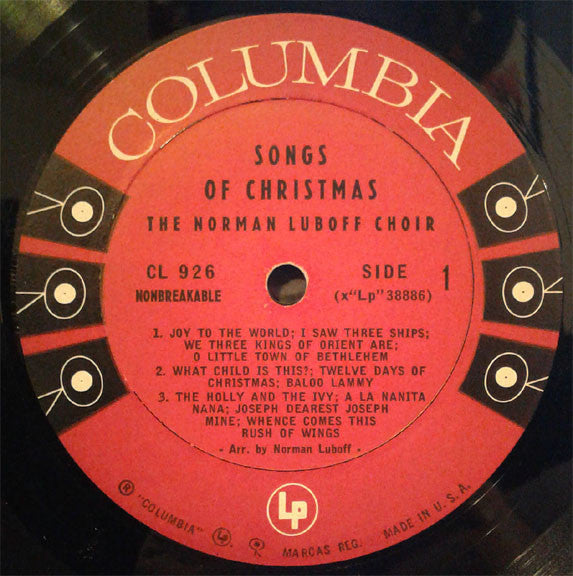 COLUMBIA
SONGS
OF CHRISTMAS
THE NORMAN LUBOFF CHOIR
CL 926
NONBREAKABLE
SIDE 1
(x"Lp" 38886)
1. JOY TO THE WORLD; I SAW THREE SHIPS;
WE THREE KINGS OF ORIENT ARE;
O LITTLE TOWN OF BETHLEHEM
2. WHAT CHILD IS THIS?; TWELVE DAYS OF
CHRISTMAS; BALOO LAMMY
3. THE HOLLY AND THE IVY; A LA NANITA
NANA; JOSEPH DEAREST JOSEPH
MINE; WHENCE COMES THIS
RUSH OF WINGS
- Arr. by Norman Luboff -
Lp
® "COLUMBIA" MARCAS REG. MADE IN U. S. A.